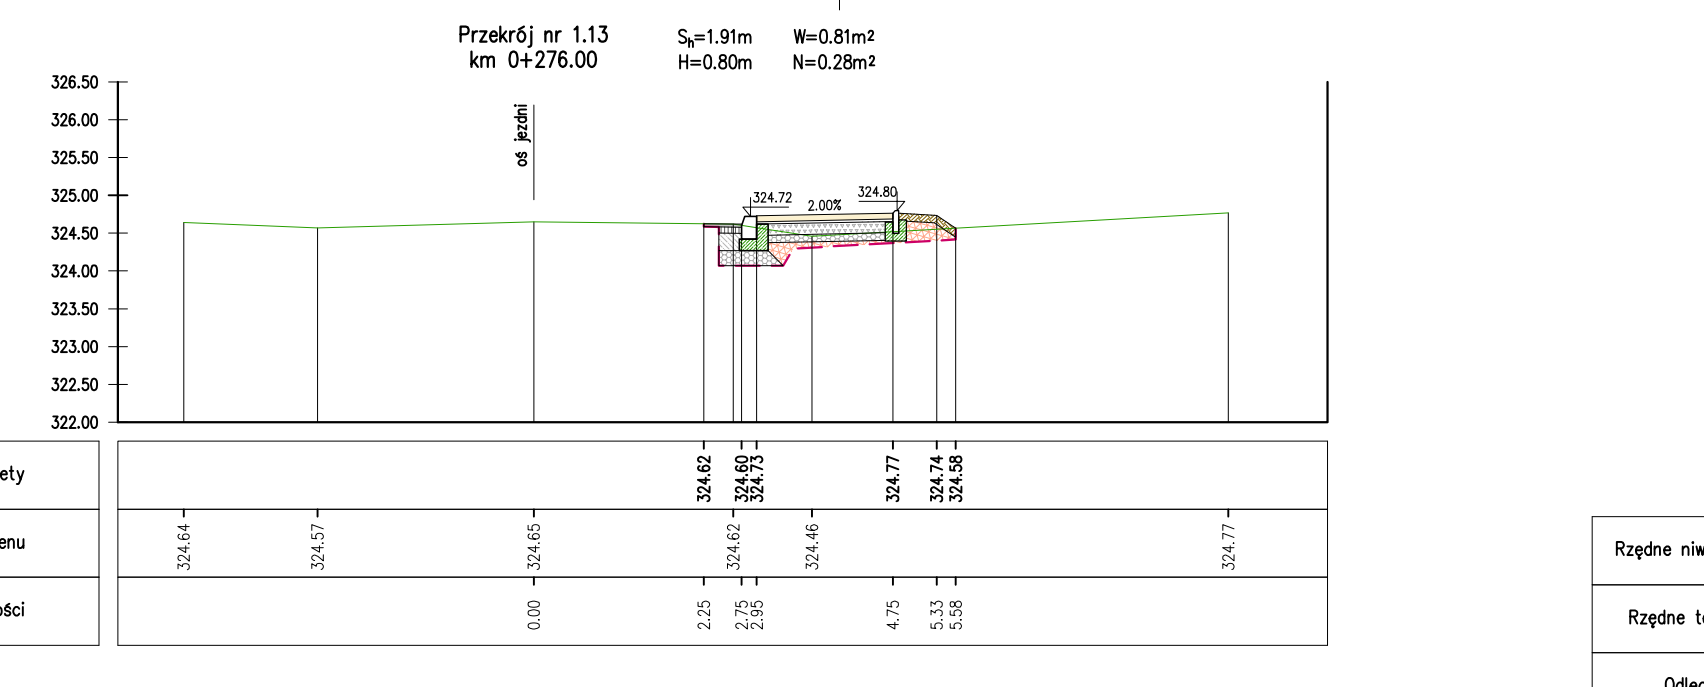 Przekrój nr 1.13
km 0+276.00
Sh=1.91m W=0.81m²
H=0.80m N=0.28m²
326.50
326.00
325.50
325.00
324.50
324.00
323.50
323.00
322.50
322.00
oś jezdni
324.72
2.00%
324.80
ety
324.62 324.60 324.73 324.77 324.74 324.58
enu
324.64 324.57 324.65 324.62 324.46 324.77
ości
0.00 2.25 2.75 2.95 4.75 5.33 5.58
Rzędne niw
Rzędne te
Odleg